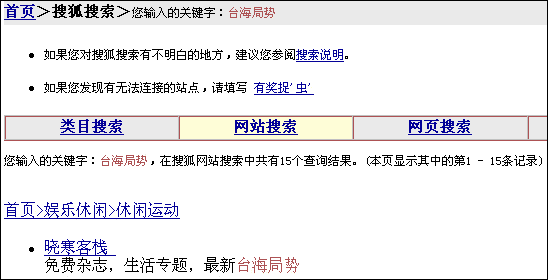 首页>搜狐搜索>您输入的关键字：台海局势
如果您对搜狐搜索有不明白的地方，建议您参阅搜索说明。
如果您发现有无法连接的站点，请填写 有奖捉'虫'
类目搜索 网站搜索 网页搜索
您输入的关键字：台海局势，在搜狐网站搜索中共有15个查询结果。(本页显示其中的第1 - 15条记录)
首页>娱乐休闲>休闲运动
晓寒客栈
免费杂志，生活专题，最新台海局势